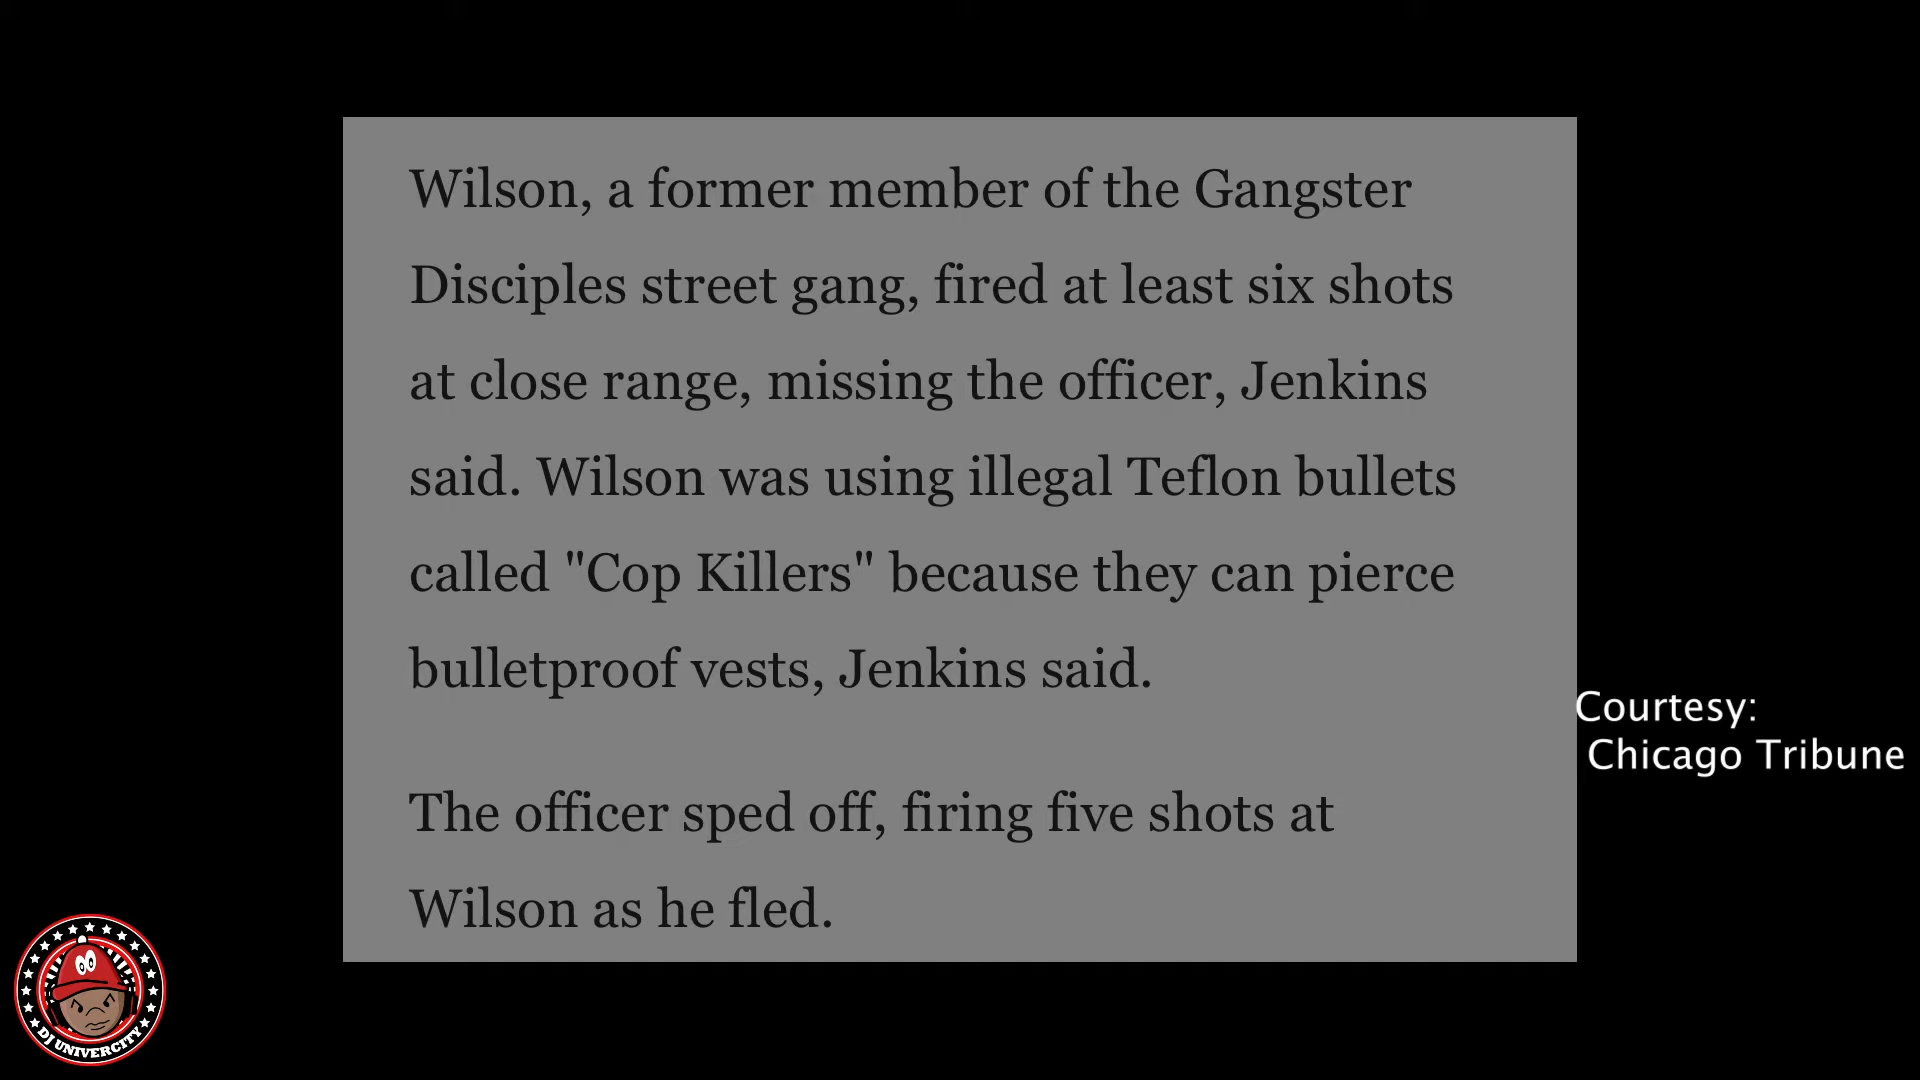 Wilson, a former member of the Gangster
Disciples street gang, fired at least six shots
at close range, missing the officer, Jenkins
said. Wilson was using illegal Teflon bullets
called "Cop Killers" because they can pierce
bulletproof vests, Jenkins said.
The officer sped off, firing five shots at
Wilson as he fled.
Courtesy:
Chicago Tribune
DJ UNIVERCITY